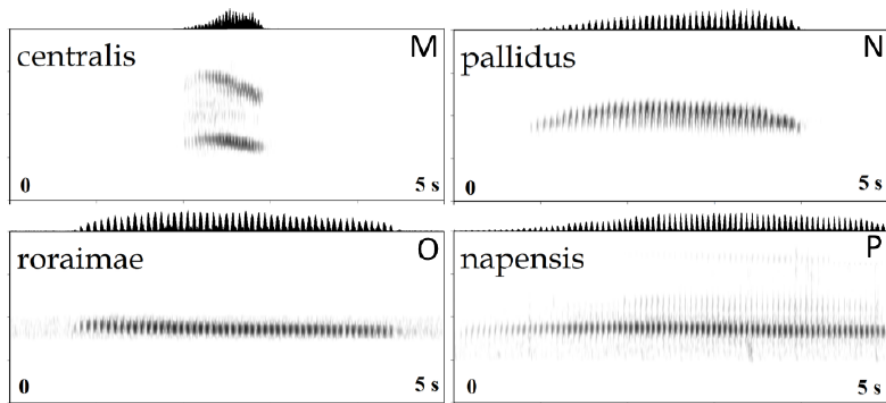 M
centralis
0 5 s
N
pallidus
0 5 s
O
roraimae
0 5 s
P
napensis
0 5 s